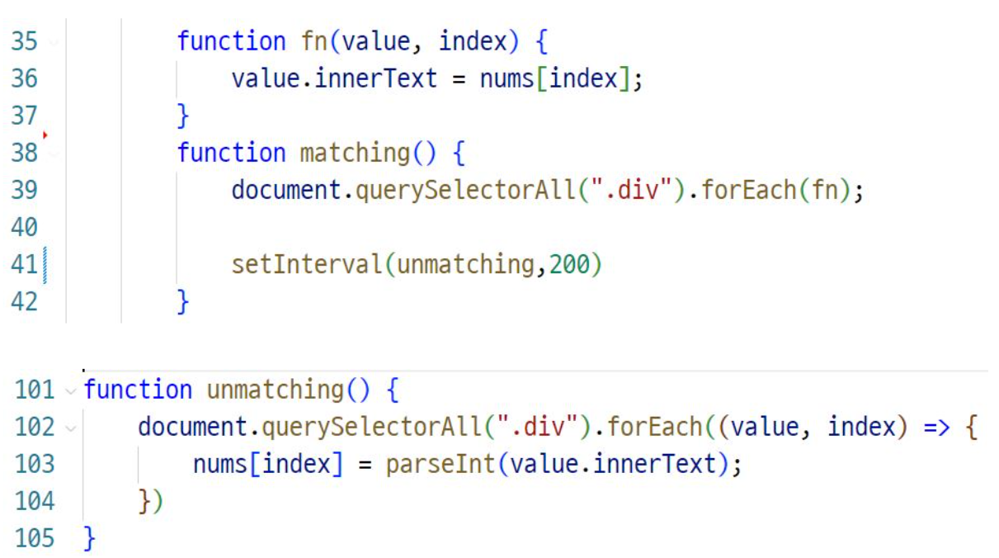 35 function fn(value, index) {
36 value.innerText = nums[index];
37 }
38 function matching() {
39 document.querySelectorAll(".div").forEach(fn);
40
41 setInterval(unmatching,200)
42 }
101 function unmatching() {
102 document.querySelectorAll(".div").forEach((value, index) => {
103 nums[index] = parseInt(value.innerText);
104 })
105 }